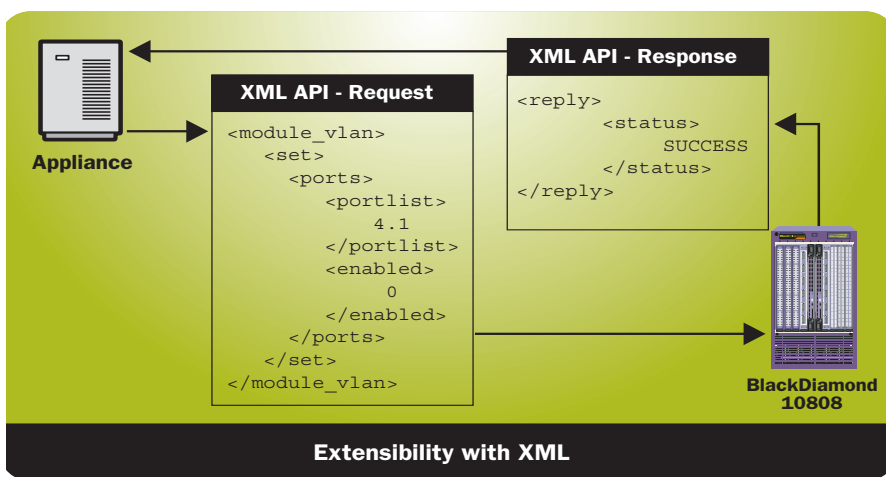 Appliance
XML API - Request
<module_vlan>
<set>
<ports>
<portlist>
4.1
</portlist>
<enabled>
0
</enabled>
</ports>
</set>
</module_vlan>
XML API - Response
<reply>
<status>
SUCCESS
</status>
</reply>
BlackDiamond
10808
Extensibility with XML